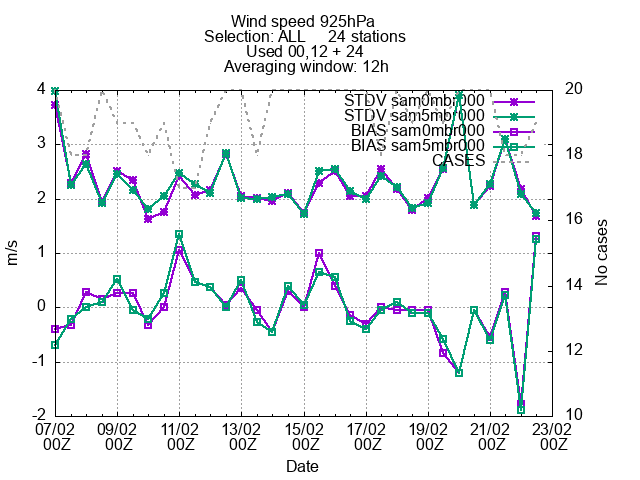 Wind speed 925hPa
Selection: ALL 24 stations
Used 00,12 + 24
Averaging window: 12h
STDV sam0mbr000
STDV sam5mbr000
BIAS sam0mbr000
BIAS sam5mbr000
CASES
4
3
2
1
0
-1
-2
m/s
20
18
16
14
12
10
No cases
07/02 09/02 11/02 13/02 15/02 17/02 19/02 21/02 23/02
00Z 00Z 00Z 00Z 00Z 00Z 00Z 00Z 00Z
Date